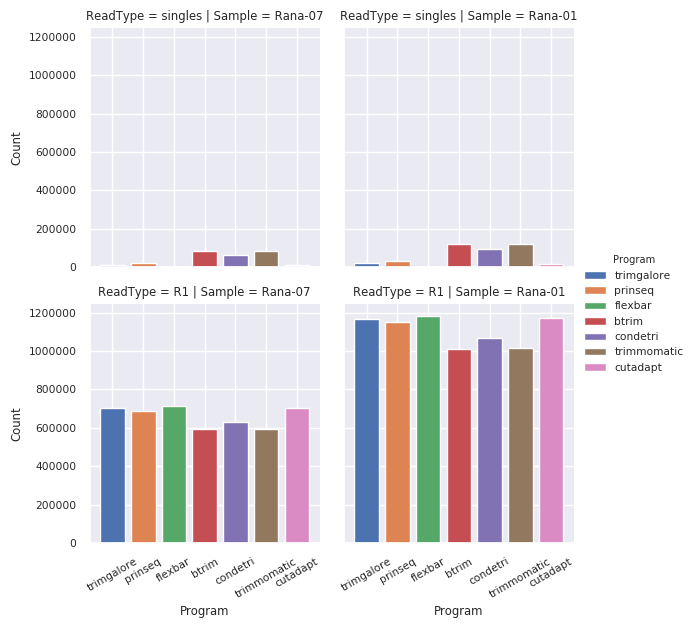 ReadType = singles | Sample = Rana-07
ReadType = singles | Sample = Rana-01
1200000
1000000
800000
600000
400000
200000
0
Count
ReadType = R1 | Sample = Rana-07
ReadType = R1 | Sample = Rana-01
1200000
1000000
800000
600000
400000
200000
0
Count
trimgalore
prinseq
flexbar
btrim
condetri
trimmomatic
cutadapt
Program
trimgalore
prinseq
flexbar
btrim
condetri
trimmomatic
cutadapt
Program
Program
trimgalore
prinseq
flexbar
btrim
condetri
trimmomatic
cutadapt